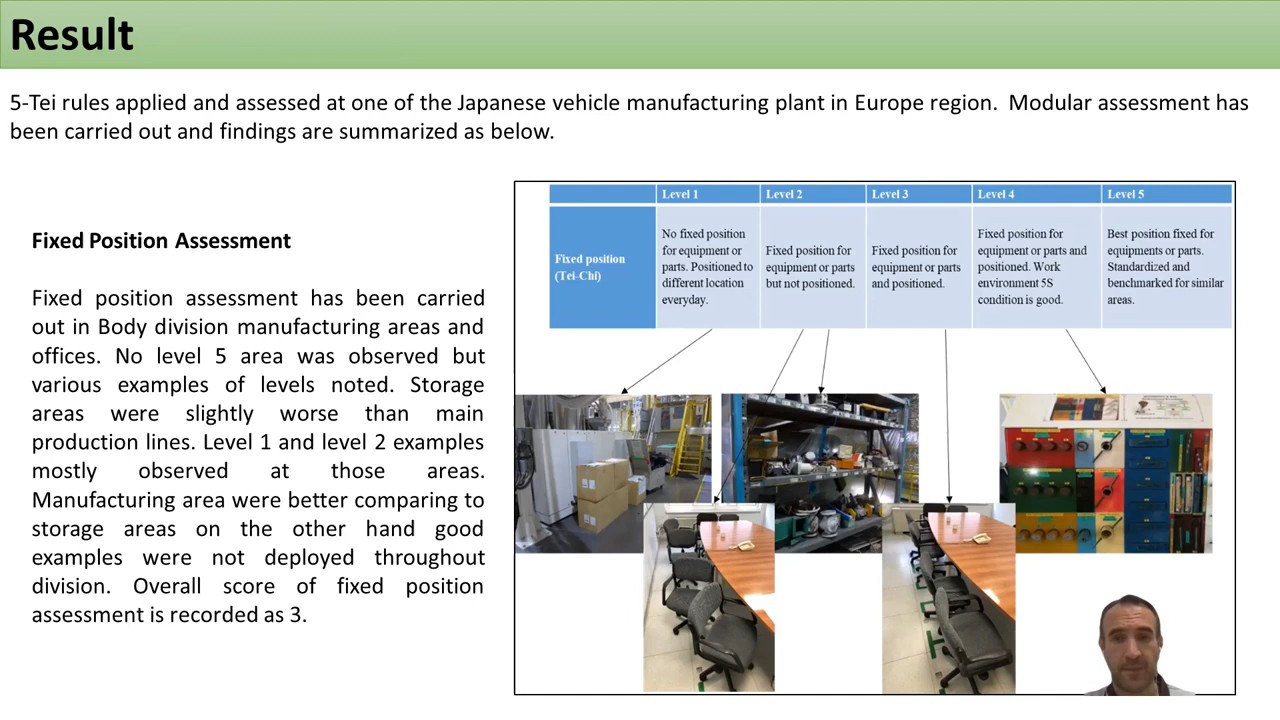 Result
5-Tei rules applied and assessed at one of the Japanese vehicle manufacturing plant in Europe region. Modular assessment has
been carried out and findings are summarized as below.
Fixed Position Assessment
Fixed position assessment has been carried
out in Body division manufacturing areas and
offices. No level 5 area was observed but
various examples of levels noted. Storage
areas were slightly worse than main
production lines. Level 1 and level 2 examples
mostly observed at those areas.
Manufacturing area were better comparing to
storage areas on the other hand good
examples were not deployed throughout
division. Overall score of fixed position
assessment is recorded as 3.
Level 1
Level 2
Level 3
Level 4
Level 5
Fixed position
(Tei-Chi)
No fixed position
for equipment or
parts. Positioned to
different location
everyday.
Fixed position for
equipment or parts
but not positioned.
Fixed position for
equipment or parts
and positioned.
Fixed position for
equipment or parts and
positioned. Work
environment 5S
condition is good.
Best position fixed for
equipments or parts.
Standardized and
benchmarked for similar
areas.